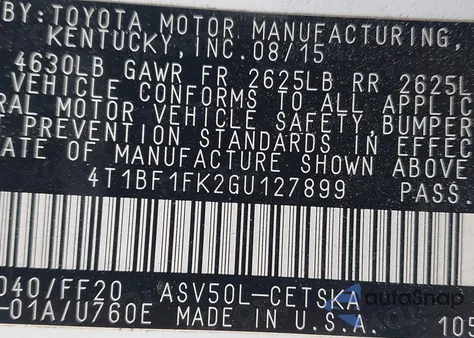 BY: TOYOTA MOTOR MANUFACTURING,
KENTUCKY, INC. 08/15
4630LB GAWR FR 2625LB RR 2625L
VEHICLE CONFORMS TO ALL APPLIC
RAL MOTOR VEHICLE SAFETY, BUMPER
PREVENTION STANDARDS IN EFFEC
ATE OF MANUFACTURE SHOWN ABOVE
4T1BF1FK2GU127899 PASS.
040/FF20 ASV50L-CETSKA
-01A/U760E MADE IN U.S.A. 105
autoSnap